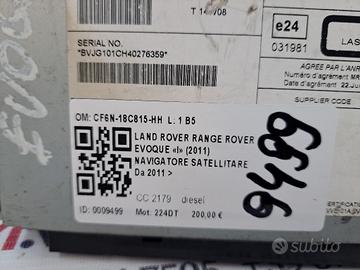 T 14 708
e24
031981
LAS
SERIAL NO.
*BVJG101CH40276359*
AGREE PAR L'ANR
Numéro d'agrément MR
Date d'agrément 22.Ju
SUPPLIER CODE
OM: CF6N-18C815-HH L: 1 B5
LAND ROVER RANGE ROVER
EVOQUE «I» (2011)
NAVIGATORE SATELLITARE
Da 2011 >
CC 2179 diesel
ID: 0009499 Mot: 224DT 200,00 €
9499
subito